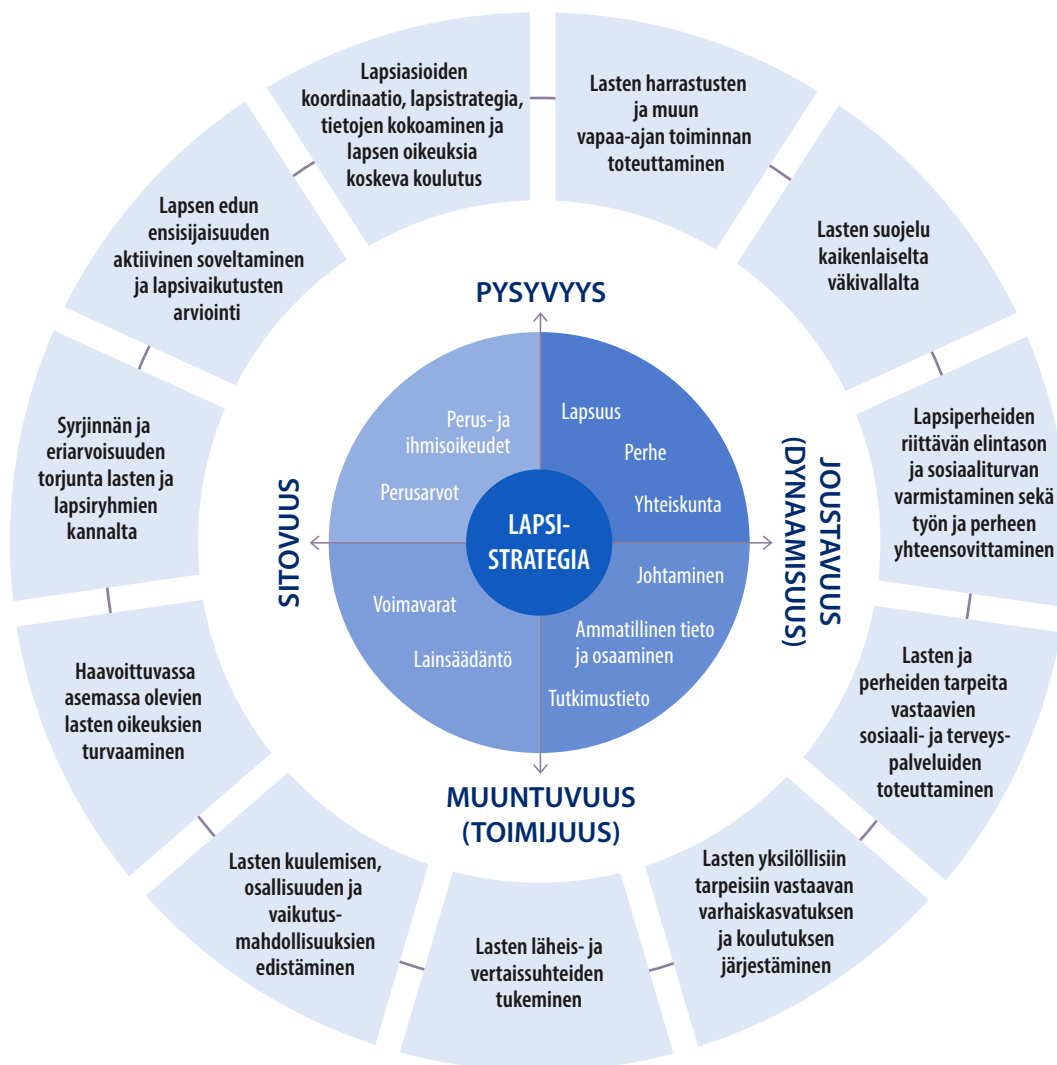 Lapsiasioiden
koordinaatio, lapsistrategia,
tietojen kokoaminen ja
lapsen oikeuksia
koskeva koulutus
Lasten harrastusten
ja muun
vapaa-ajan toiminnan
toteuttaminen
Lasten suojelu
kaikenlaiselta
väkivallalta
Lapsiperheiden
riittävän elintason
ja sosiaaliturvan
varmistaminen sekä
työn ja perheen
yhteensovittaminen
Lasten ja
perheiden tarpeita
vastaavien
sosiaali- ja terveys-
palveluiden
toteuttaminen
Lasten yksilöllisiin
tarpeisiin vastaavan
varhaiskasvatuksen
ja koulutuksen
järjestäminen
Lasten läheis- ja
vertaissuhteiden
tukeminen
Lasten kuulemisen,
osallisuuden ja
vaikutus-
mahdollisuuksien
edistäminen
Haavoittuvassa
asemassa olevien
lasten oikeuksien
turvaaminen
Syrjinnän ja
eriarvoisuuden
torjunta lasten ja
lapsiryhmien
kannalta
Lapsen edun
ensisijaisuuden
aktiivinen soveltaminen
ja lapsivaikutusten
arviointi
PYSYVYYS
JOUSTAVUUS
(DYNAAMISUUS)
MUUNTUVUUS
(TOIMIJUUS)
SITOVUUS
Perus- ja
ihmisoikeudet
Perusarvot
Lapsuus
Perhe
Yhteiskunta
LAPSI-
STRATEGIA
Johtaminen
Ammatillinen tieto
ja osaaminen
Tutkimustieto
Voimavarat
Lainsäädäntö